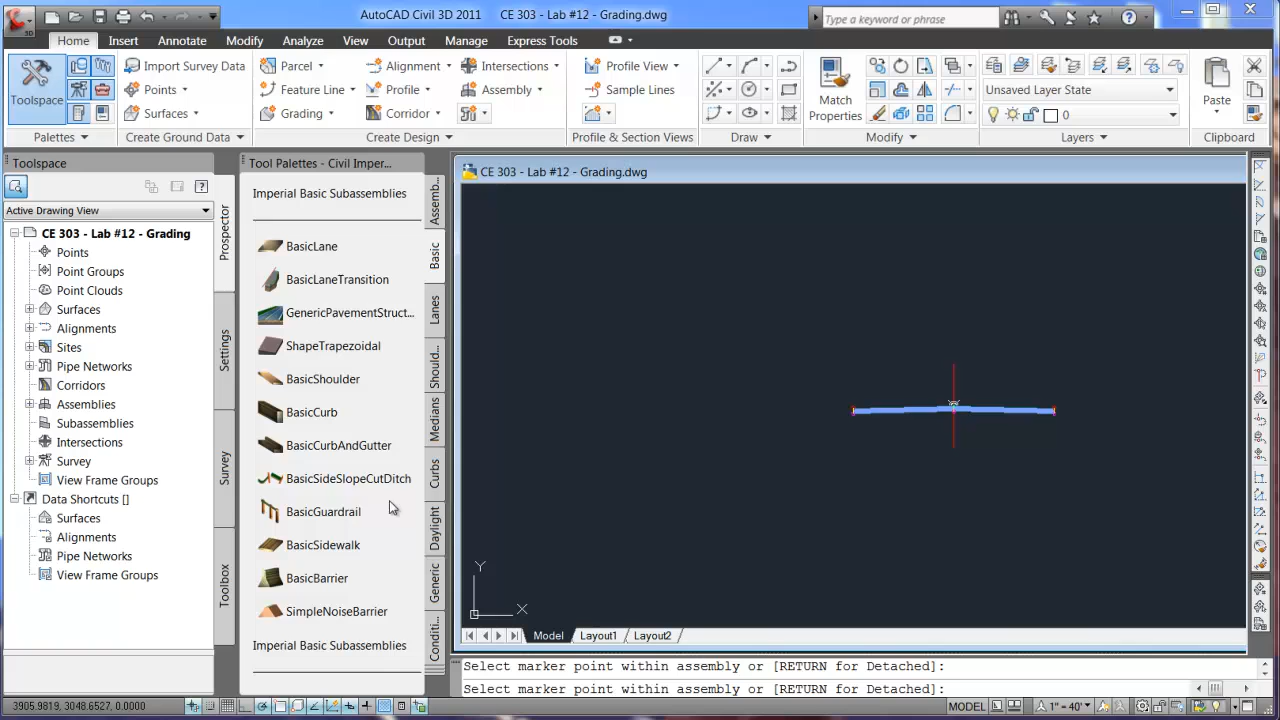 AutoCAD Civil 3D 2011 CE 303 - Lab #12 - Grading.dwg
Type a keyword or phrase
Home Insert Annotate Modify Analyze View Output Manage Express Tools
Toolspace
Import Survey Data
Points
Surfaces
Parcel
Feature Line
Grading
Alignment
Profile
Corridor
Intersections
Assembly
Profile View
Sample Lines
Match
Properties
Unsaved Layer State
0
Paste
Palettes Create Ground Data Create Design Profile & Section Views Draw Modify Layers Clipboard
Toolspace
Active Drawing View
CE 303 - Lab #12 - Grading
Points
Point Groups
Point Clouds
Surfaces
Alignments
Sites
Pipe Networks
Corridors
Assemblies
Subassemblies
Intersections
Survey
View Frame Groups
Data Shortcuts []
Surfaces
Alignments
Pipe Networks
View Frame Groups
Prospector
Settings
Survey
Toolbox
Tool Palettes - Civil Imper...
Imperial Basic Subassemblies
BasicLane
BasicLaneTransition
GenericPavementStruct...
ShapeTrapezoidal
BasicShoulder
BasicCurb
BasicCurbAndGutter
BasicSideSlopeCutDitch
BasicGuardrail
BasicSidewalk
BasicBarrier
SimpleNoiseBarrier
Imperial Basic Subassemblies
Assemb...
Basic
Lanes
Should...
Medians
Curbs
Daylight
Generic
Conditi...
CE 303 - Lab #12 - Grading.dwg
Y
X
Model Layout1 Layout2
Select marker point within assembly or [RETURN for Detached]:
Select marker point within assembly or [RETURN for Detached]:
3905.9819, 3048.6527, 0.0000
MODEL
1" = 40'